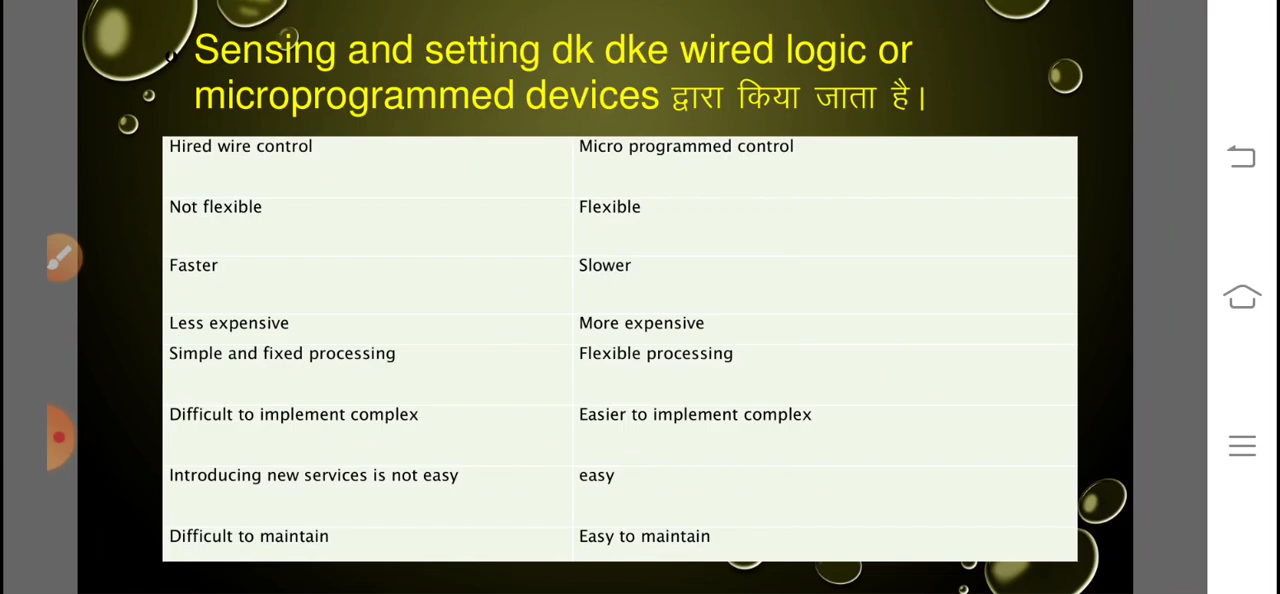 Sensing and setting dk dke wired logic or
microprogrammed devices द्वारा किया जाता है।
Hired wire control Micro programmed control
Not flexible Flexible
Faster Slower
Less expensive More expensive
Simple and fixed processing Flexible processing
Difficult to implement complex Easier to implement complex
Introducing new services is not easy easy
Difficult to maintain Easy to maintain